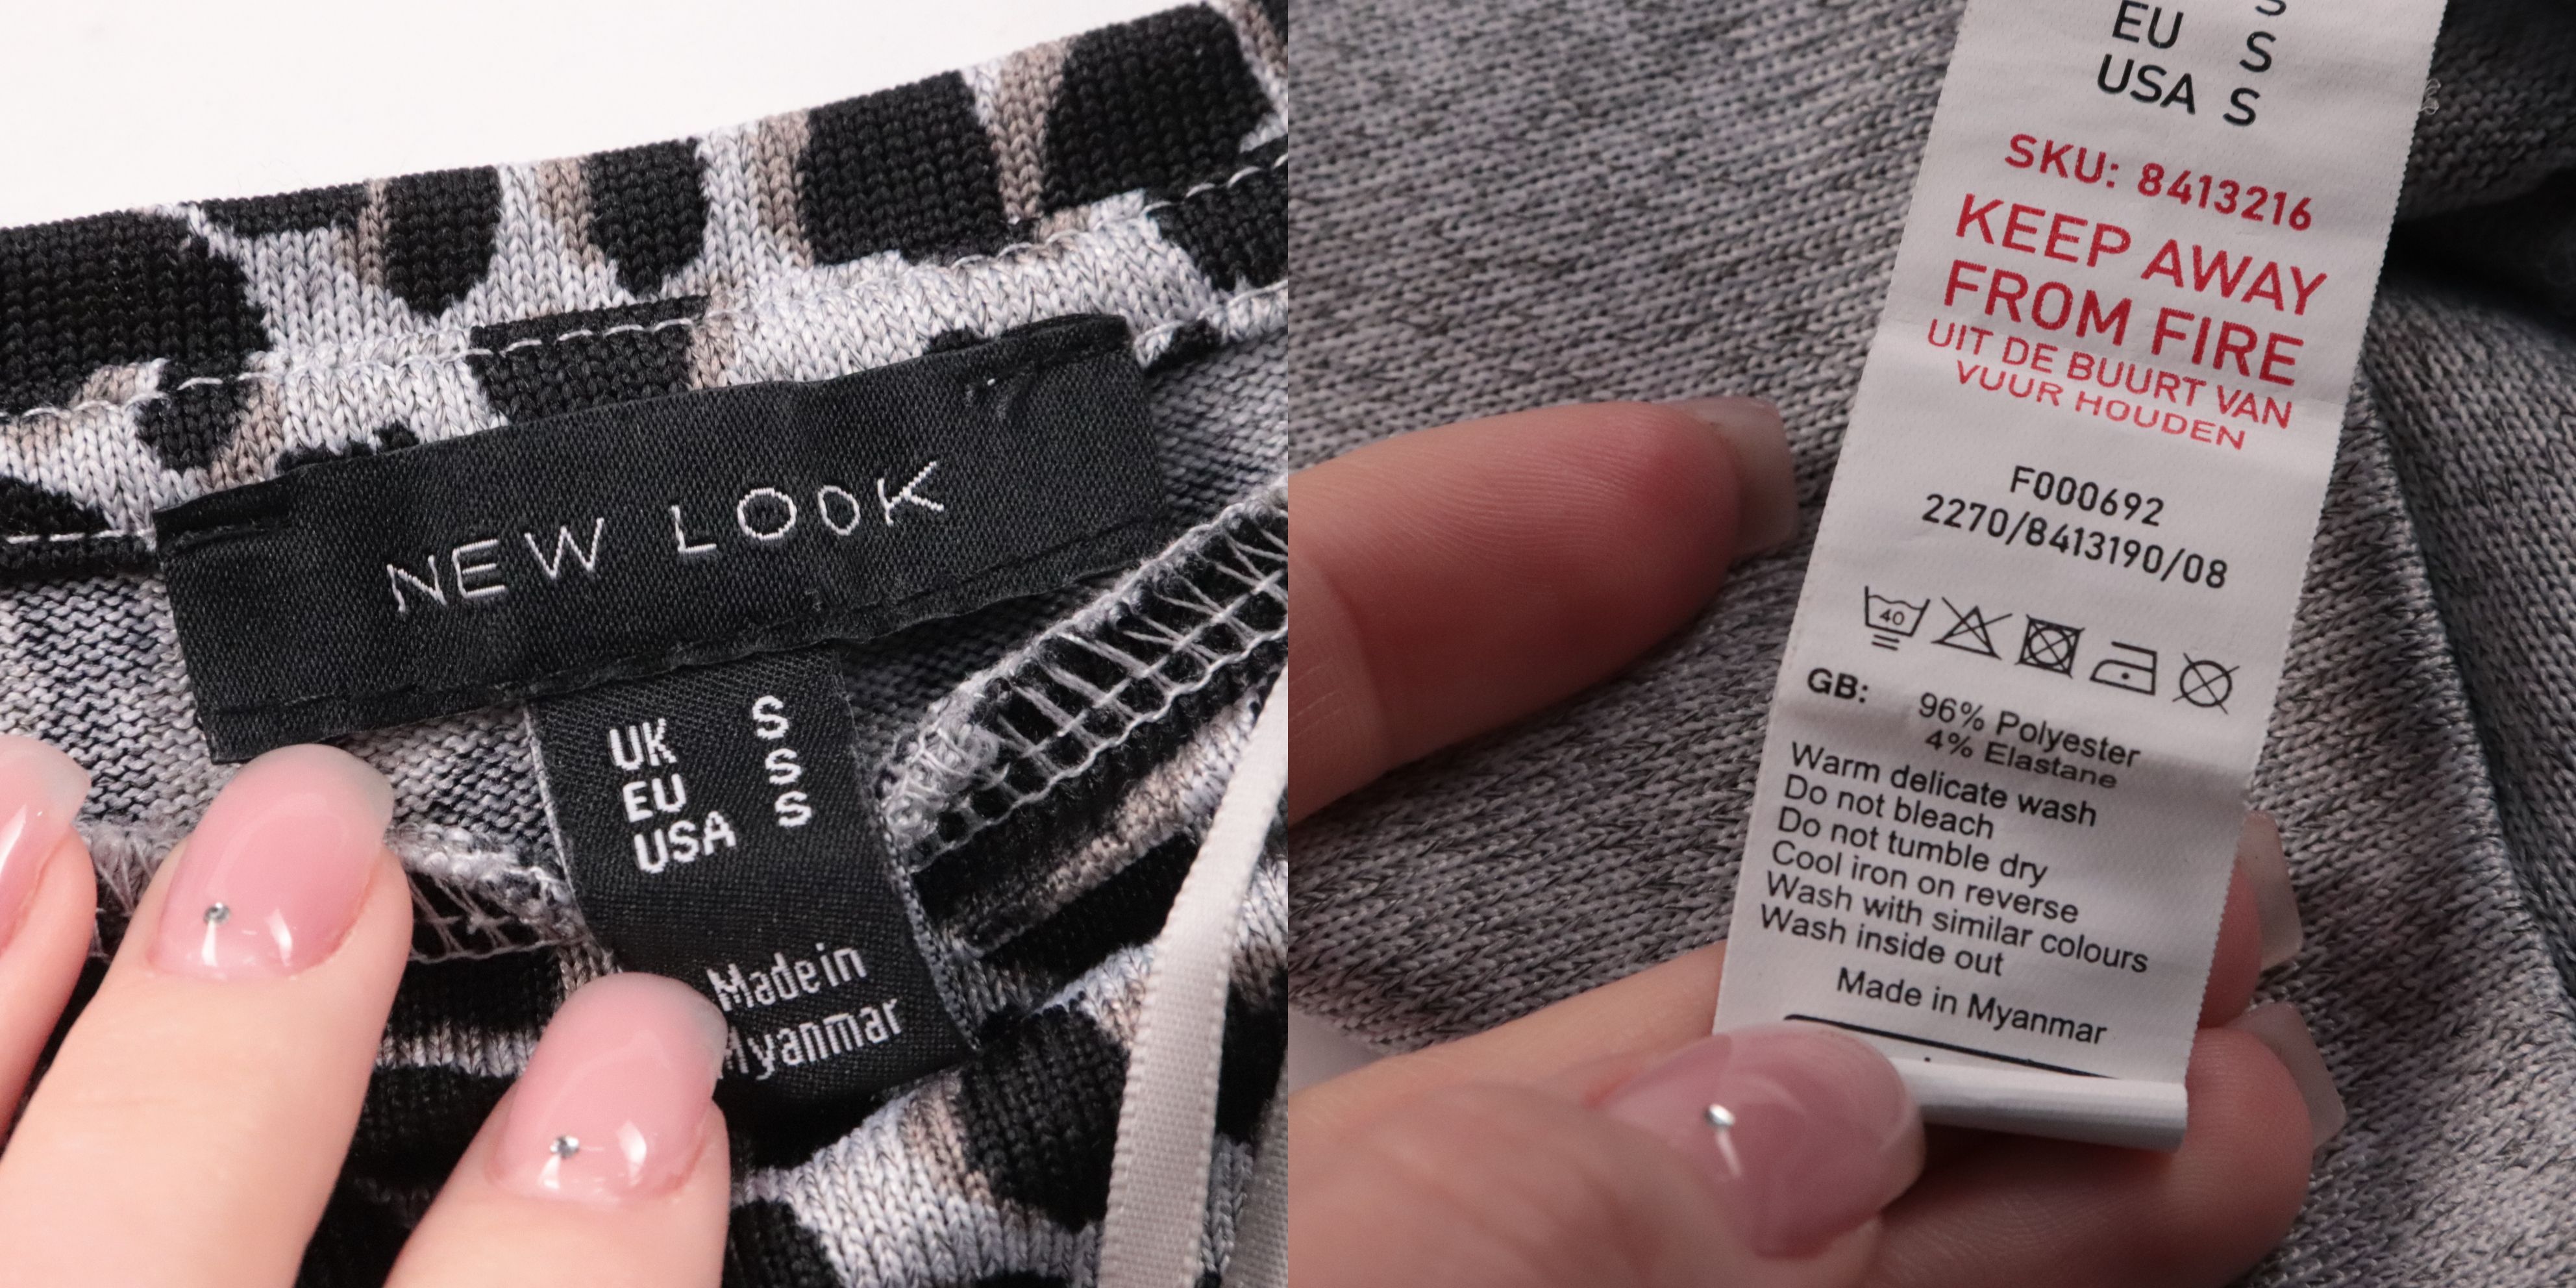 NEW LOOK
UK S
EU S
USA S
Made in
Myanmar
S
EU S
USA S
SKU: 8413216
KEEP AWAY
FROM FIRE
UIT DE BUURT VAN
VUUR HOUDEN
F000692
2270/8413190/08
40
GB: 96% Polyester
4% Elastane
Warm delicate wash
Do not bleach
Do not tumble dry
Cool iron on reverse
Wash with similar colours
Wash inside out
Made in Myanmar